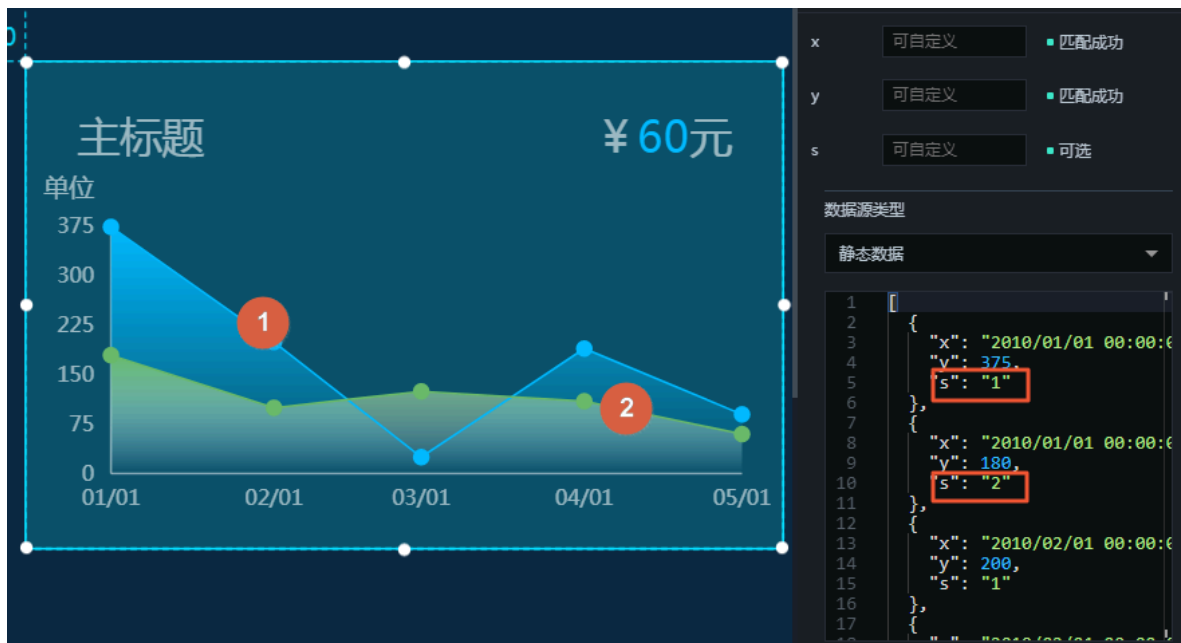 主标题
￥60元
单位
375
300
225
150
75
0
01/01 02/01 03/01 04/01 05/01
1
2
x 可自定义 匹配成功
y 可自定义 匹配成功
s 可自定义 可选
数据源类型
静态数据
1 [
2 {
3 "x": "2010/01/01 00:00:
4 "y": 375,
5 "s": "1"
6 },
7 {
8 "x": "2010/01/01 00:00:
9 "y": 180,
10 "s": "2"
11 },
12 {
13 "x": "2010/02/01 00:00:
14 "y": 200,
15 "s": "1"
16 },
17 {